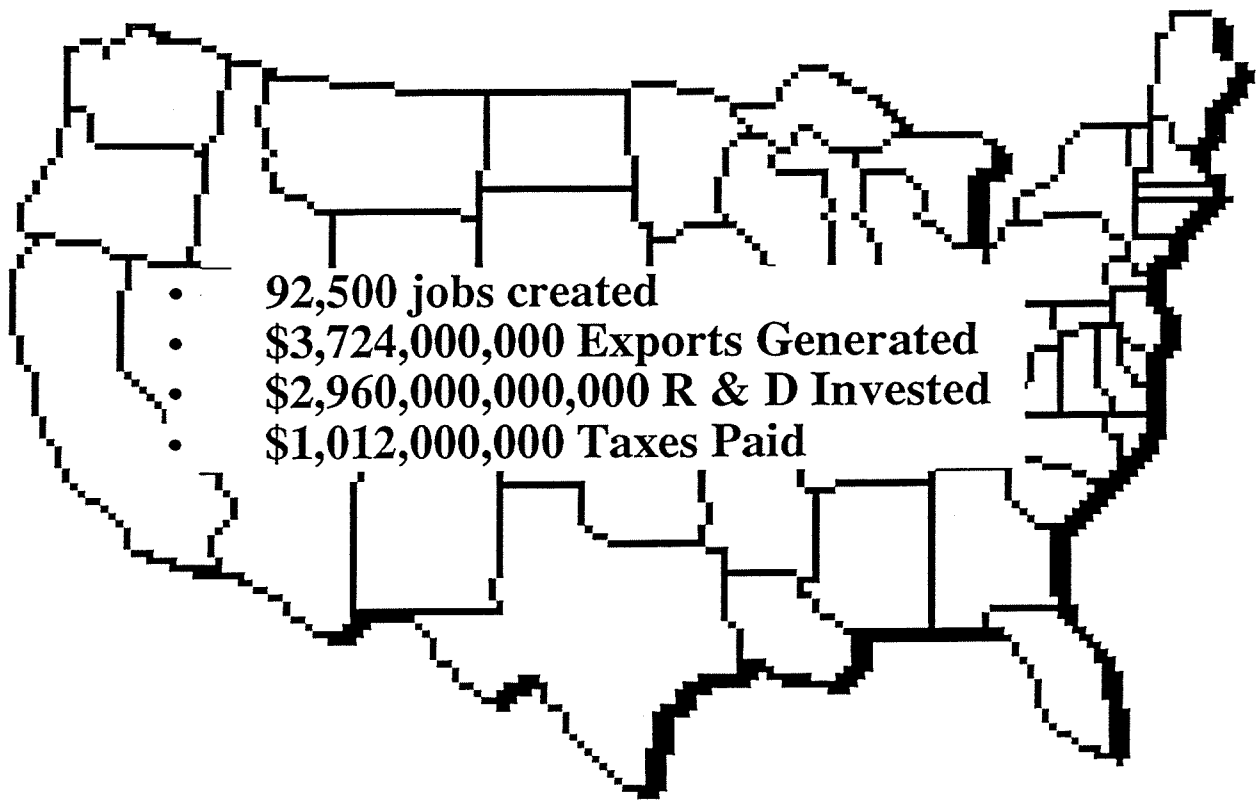 • 92,500 jobs created
• $3,724,000,000 Exports Generated
• $2,960,000,000,000 R & D Invested
• $1,012,000,000 Taxes Paid